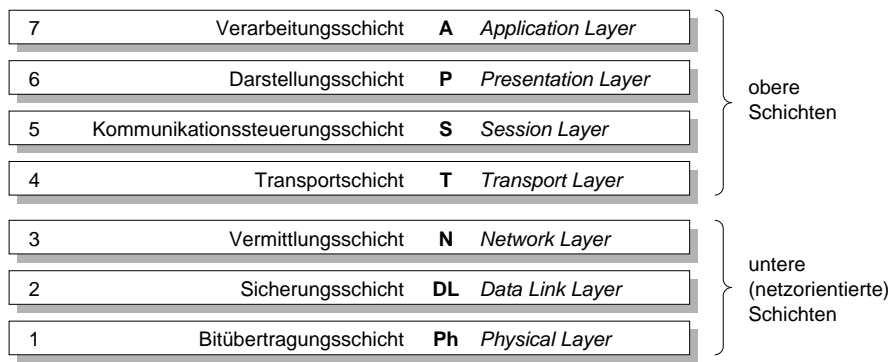 7 Verarbeitungsschicht A Application Layer
6 Darstellungsschicht P Presentation Layer
5 Kommunikationssteuerungsschicht S Session Layer
4 Transportschicht T Transport Layer
obere
Schichten
3 Vermittlungsschicht N Network Layer
2 Sicherungsschicht DL Data Link Layer
1 Bitübertragungsschicht Ph Physical Layer
untere
(netzorientierte)
Schichten